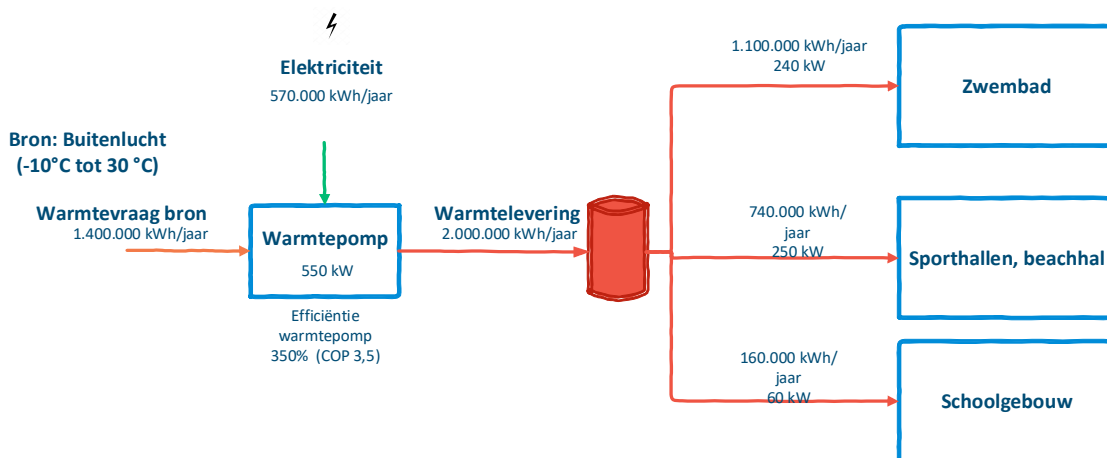 Elektriciteit
570.000 kWh/jaar
Bron: Buitenlucht
(-10°C tot 30 °C)
Warmtevraag bron
1.400.000 kWh/jaar
Warmtepomp
550 kW
Efficiëntie
warmtepomp
350% (COP 3,5)
Warmtelevering
2.000.000 kWh/jaar
1.100.000 kWh/jaar
240 kW
Zwembad
740.000 kWh/
jaar
250 kW
Sporthallen, beachhal
160.000 kWh/
jaar
60 kW
Schoolgebouw